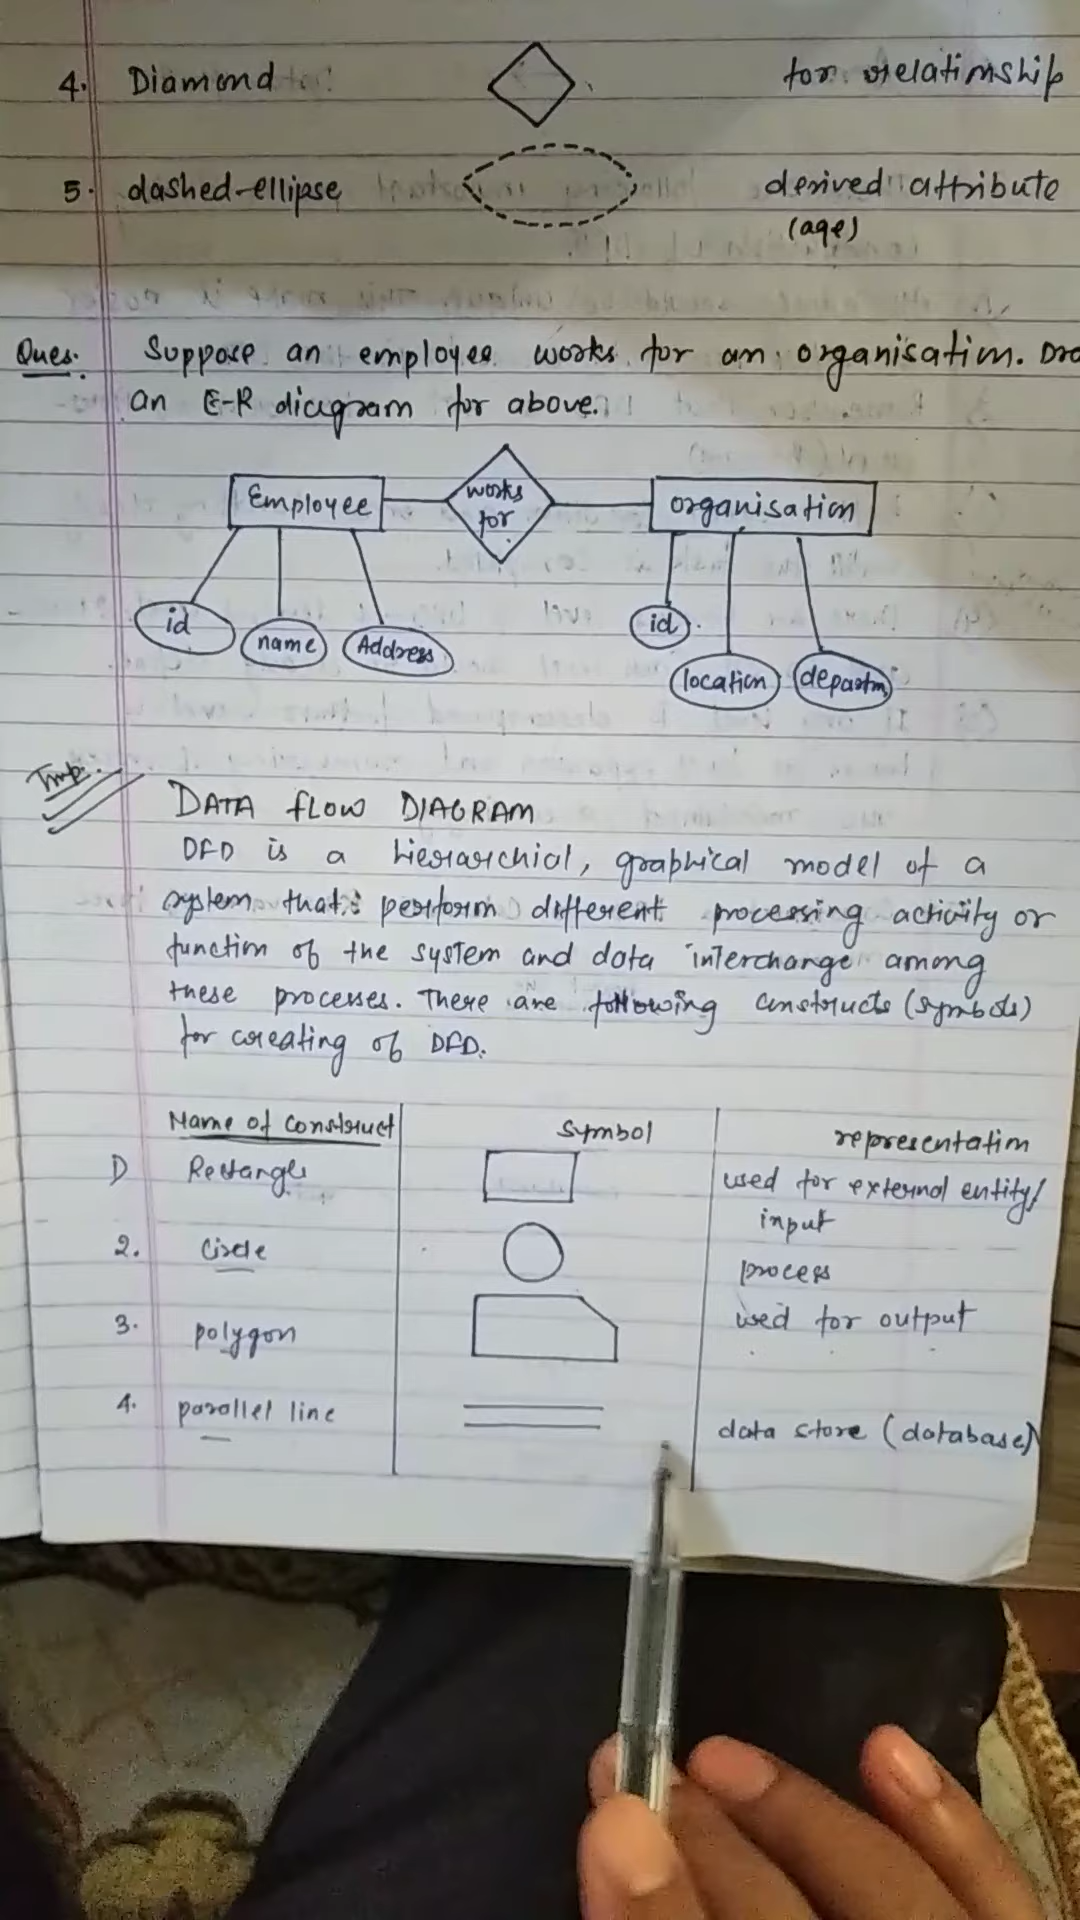 4. Diamond for relationship
5. dashed-ellipse derived attribute
(age)
Ques. Suppose an employee works for an organisation. Dra
an E-R diagram for above.
Employee works for organisation
id name Address id location departm
Imp.
DATA FLOW DIAGRAM
DFD is a hierarchial, graphical model of a
system that perform different processing activity or
function of the system and data interchange among
these processes. There are following constructs (symbols)
for creating of DFD.
Name of construct Symbol representation
1) Rectangle used for external entity/
input
2. Circle process
3. polygon used for output
4. parallel line data store (database)